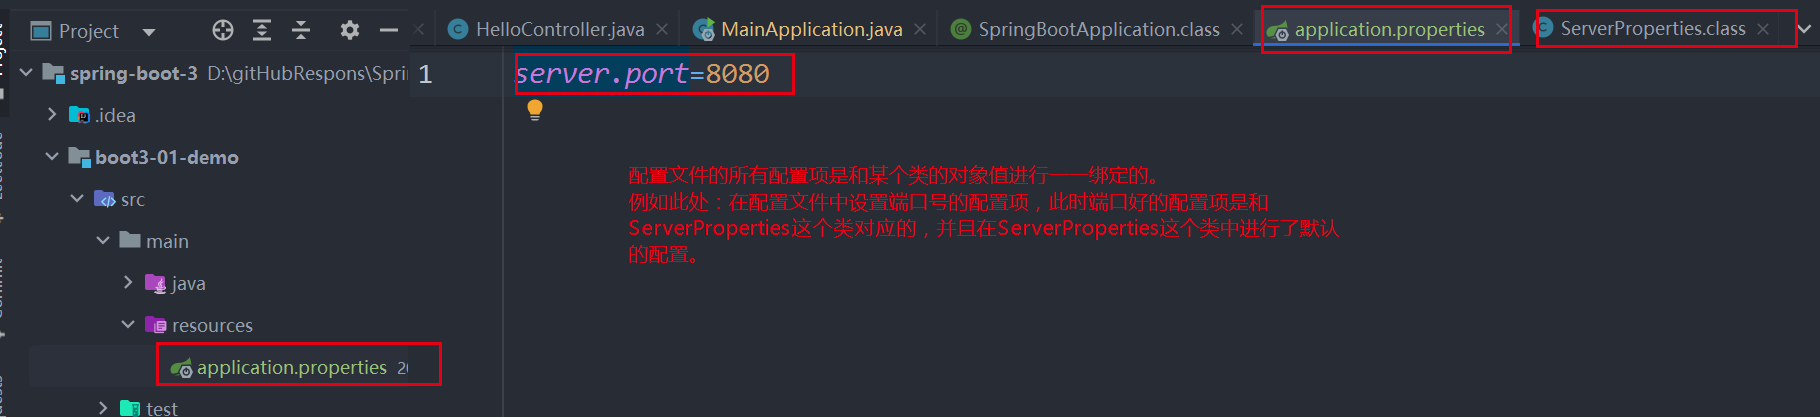 Project
HelloController.java
MainApplication.java
SpringBootApplication.class
application.properties
ServerProperties.class
spring-boot-3 D:\gitHubRespons\Spri
1
server.port=8080
.idea
boot3-01-demo
src
main
java
resources
application.properties 20
test
配置文件的所有配置项是和某个类的对象值进行一一绑定的。
例如此处：在配置文件中设置端口号的配置项，此时端口好的配置项是和
ServerProperties这个类对应的，并且在ServerProperties这个类中进行了默认
的配置。